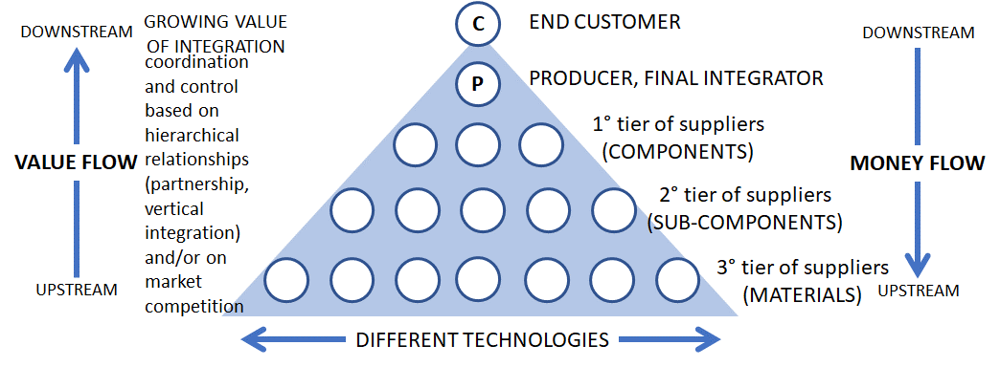 DOWNSTREAM
GROWING VALUE
OF INTEGRATION
coordination
and control
based on
hierarchical
relationships
(partnership,
vertical
integration)
and/or on
market
competition
VALUE FLOW
UPSTREAM
C
END CUSTOMER
P
PRODUCER, FINAL INTEGRATOR
1° tier of suppliers
(COMPONENTS)
2° tier of suppliers
(SUB-COMPONENTS)
3° tier of suppliers
(MATERIALS)
DOWNSTREAM
MONEY FLOW
UPSTREAM
DIFFERENT TECHNOLOGIES